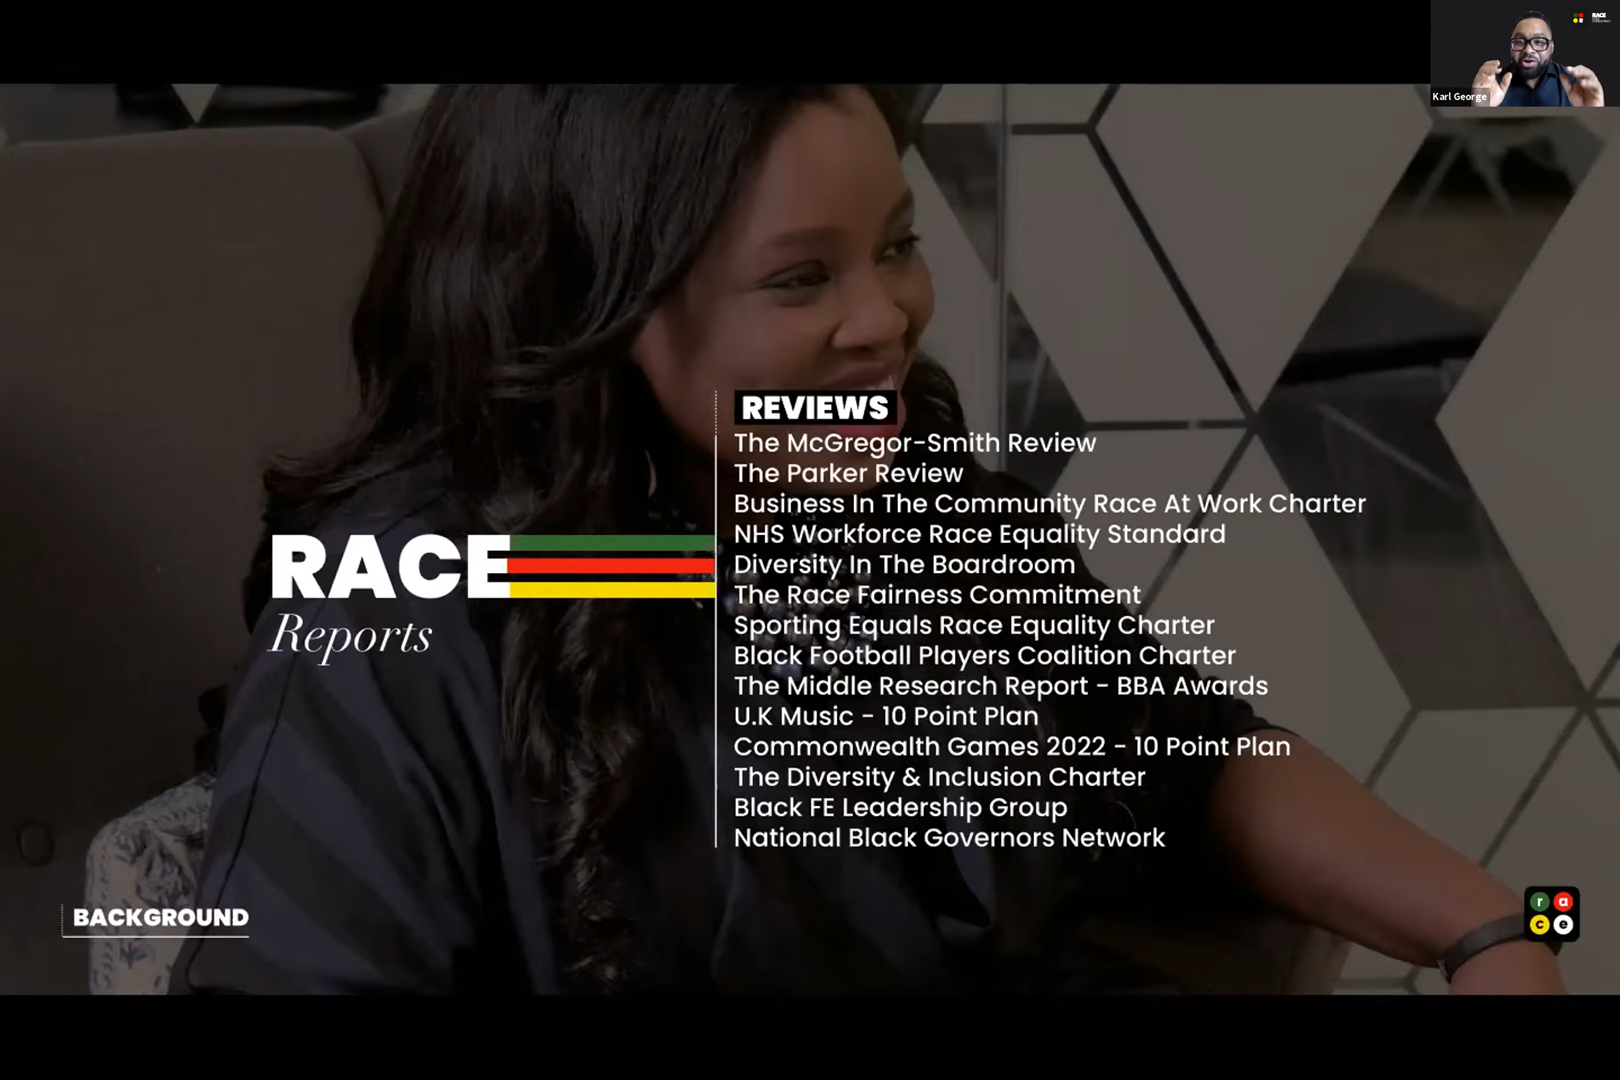 RACE
Karl George
REVIEWS
The McGregor-Smith Review
The Parker Review
Business In The Community Race At Work Charter
NHS Workforce Race Equality Standard
Diversity In The Boardroom
The Race Fairness Commitment
Sporting Equals Race Equality Charter
Black Football Players Coalition Charter
The Middle Research Report - BBA Awards
U.K Music - 10 Point Plan
Commonwealth Games 2022 - 10 Point Plan
The Diversity & Inclusion Charter
Black FE Leadership Group
National Black Governors Network
RACE
Reports
BACKGROUND
r a
c e